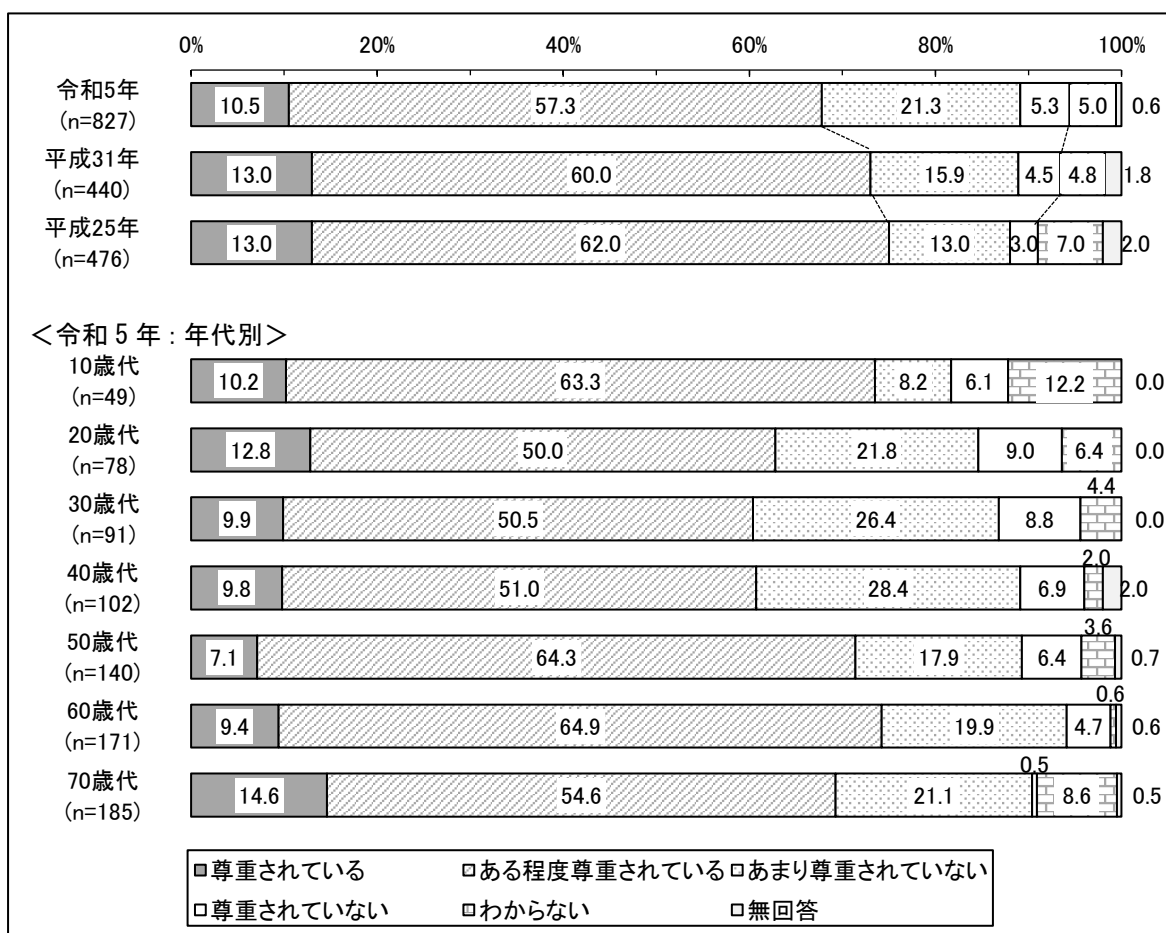 0% 20% 40% 60% 80% 100%
令和5年
(n=827)
10.5 57.3 21.3 5.3 5.0 0.6
平成31年
(n=440)
13.0 60.0 15.9 4.5 4.8 1.8
平成25年
(n=476)
13.0 62.0 13.0 3.0 7.0 2.0
＜令和5年：年代別＞
10歳代
(n=49)
10.2 63.3 8.2 6.1 12.2 0.0
20歳代
(n=78)
12.8 50.0 21.8 9.0 6.4 0.0
30歳代
(n=91)
9.9 50.5 26.4 8.8 4.4 0.0
40歳代
(n=102)
9.8 51.0 28.4 6.9 2.0 2.0
50歳代
(n=140)
7.1 64.3 17.9 6.4 3.6 0.7
60歳代
(n=171)
9.4 64.9 19.9 4.7 0.6 0.6
70歳代
(n=185)
14.6 54.6 21.1 0.5 8.6 0.5
尊重されている ある程度尊重されている あまり尊重されていない
尊重されていない わからない 無回答